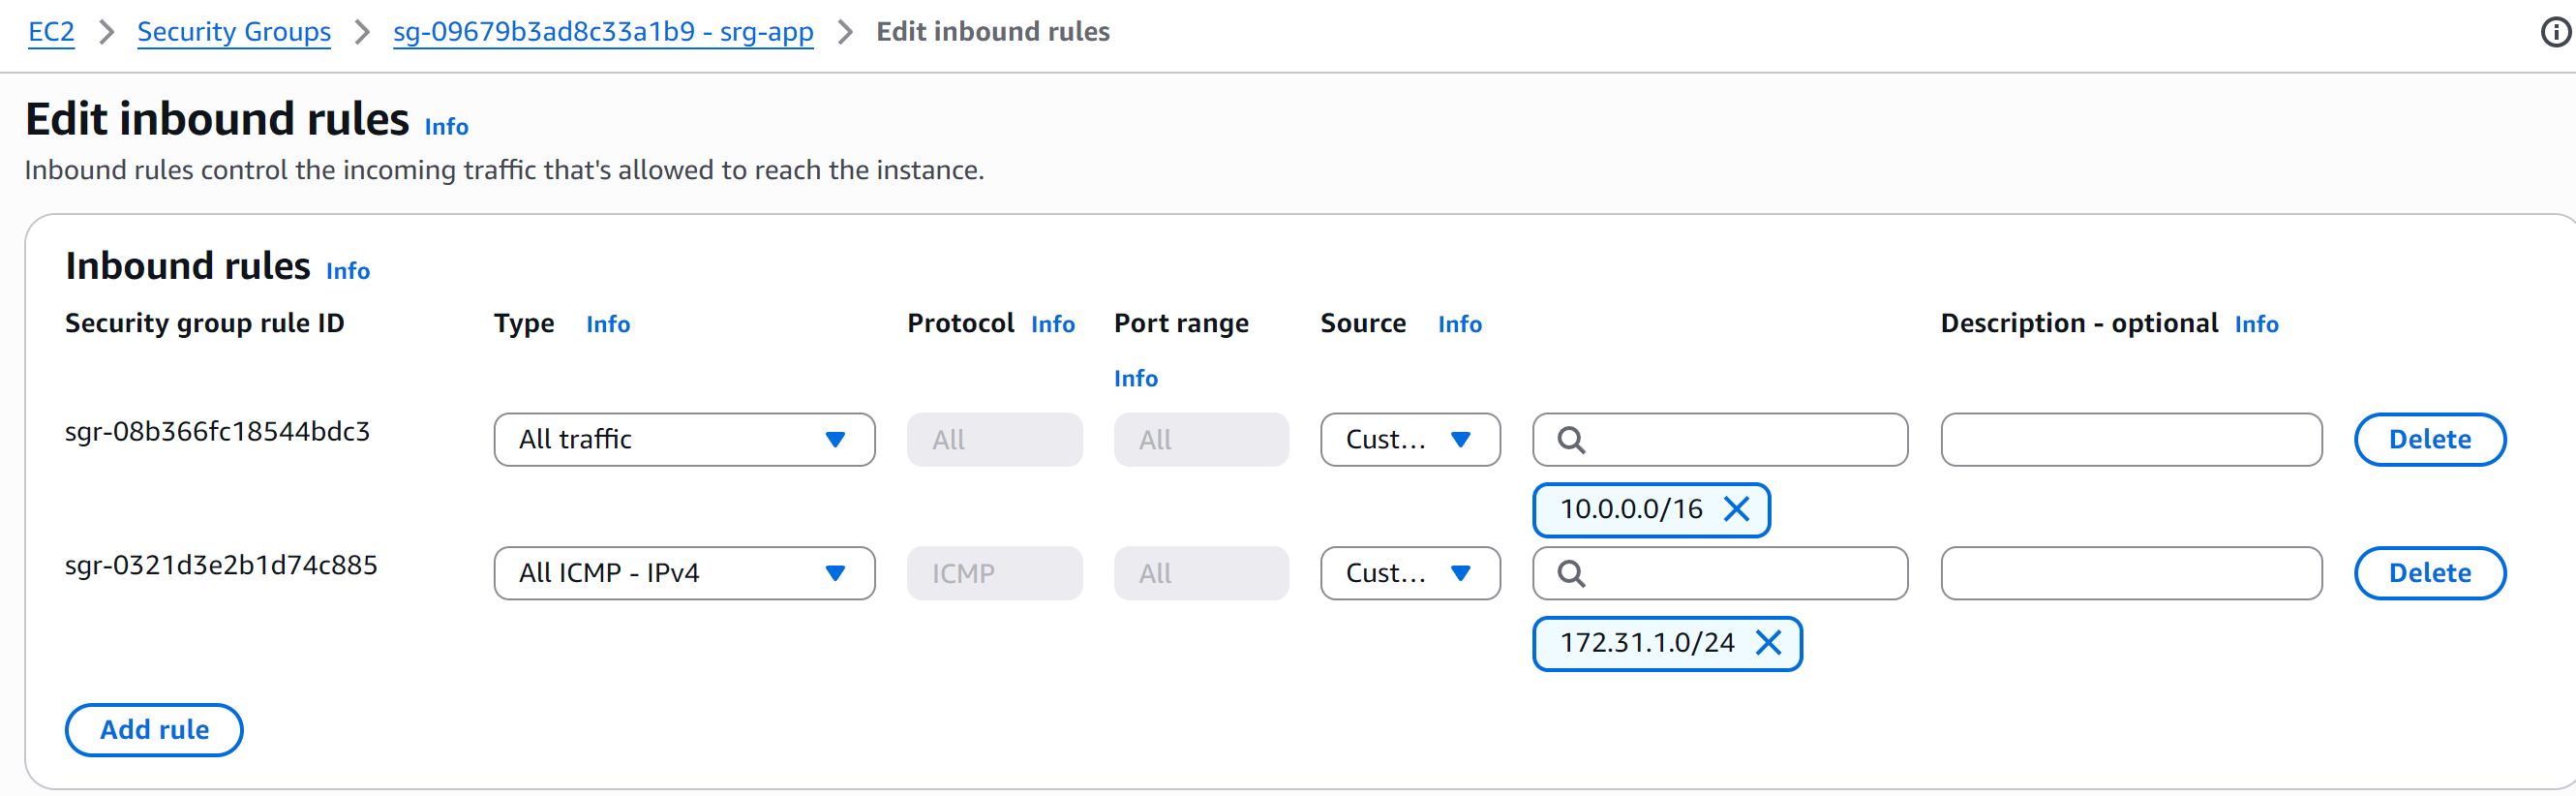 EC2 > Security Groups > sg-09679b3ad8c33a1b9 - srg-app > Edit inbound rules
Edit inbound rules Info
Inbound rules control the incoming traffic that's allowed to reach the instance.
Inbound rules Info
Security group rule ID Type Info Protocol Info Port range Info Source Info Description - optional Info
sgr-08b366fc18544bdc3 All traffic All All Cust... Delete
10.0.0.0/16
sgr-0321d3e2b1d74c885 All ICMP - IPv4 ICMP All Cust... Delete
172.31.1.0/24
Add rule